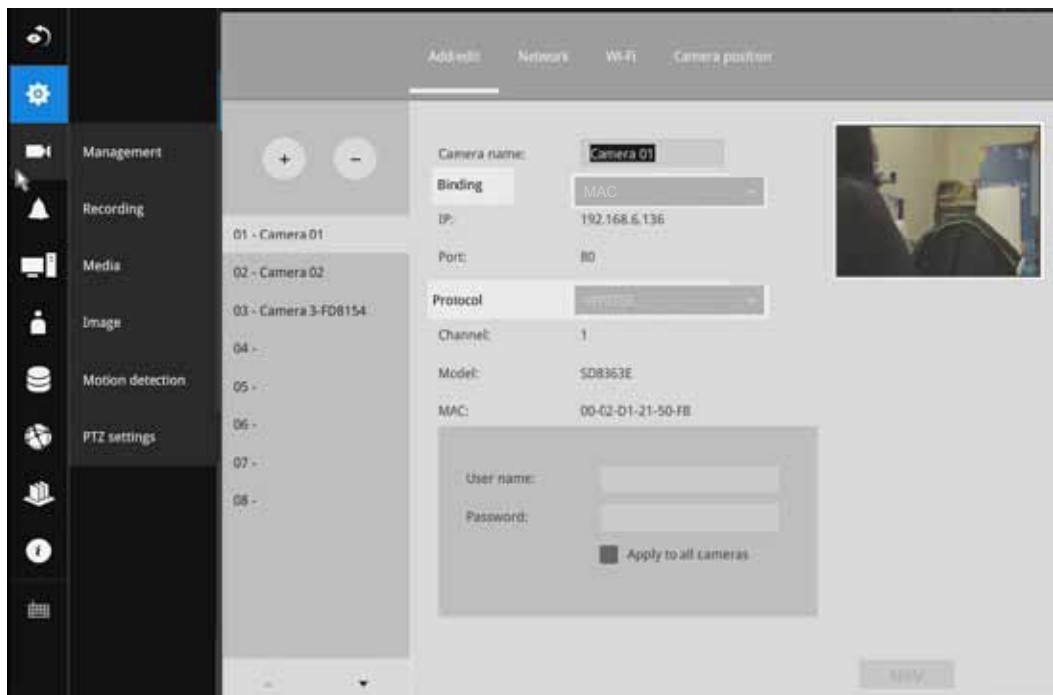 Add/edit Network Wi-Fi Camera position
Management
Recording
Media
Image
Motion detection
PTZ settings
+ -
01 - Camera 01
02 - Camera 02
03 - Camera 3-FD8154
04 -
05 -
06 -
07 -
08 -
Camera name: Camera 01
Binding MAC
IP: 192.168.6.136
Port: 80
Protocol
Channel: 1
Model: SD8363E
MAC: 00-02-D1-21-50-FB
User name:
Password:
Apply to all cameras